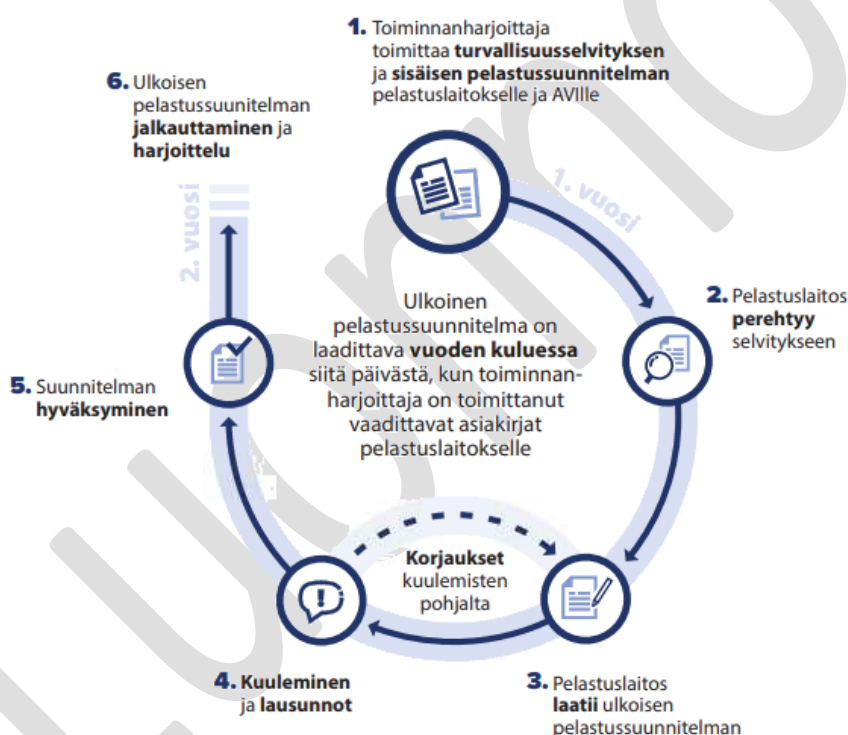 1. Toiminnanharjoittaja
toimittaa turvallisuusselvityksen
ja sisäisen pelastussuunnitelman
pelastuslaitokselle ja AVIlle
1. vuosi
2. Pelastuslaitos
perehtyy
selvitykseen
3. Pelastuslaitos
laatii ulkoisen
pelastussuunnitelman
4. Kuuleminen
ja lausunnot
Korjaukset
kuulemisten
pohjalta
5. Suunnitelman
hyväksyminen
2. vuosi
6. Ulkoisen
pelastussuunitelman
jalkauttaminen ja
harjoittelu
Ulkoinen
pelastussuunnitelma on
laadittava vuoden kuluessa
siitä päivästä, kun toiminnan-
harjoittaja on toimittanut
vaadittavat asiakirjat
pelastuslaitokselle